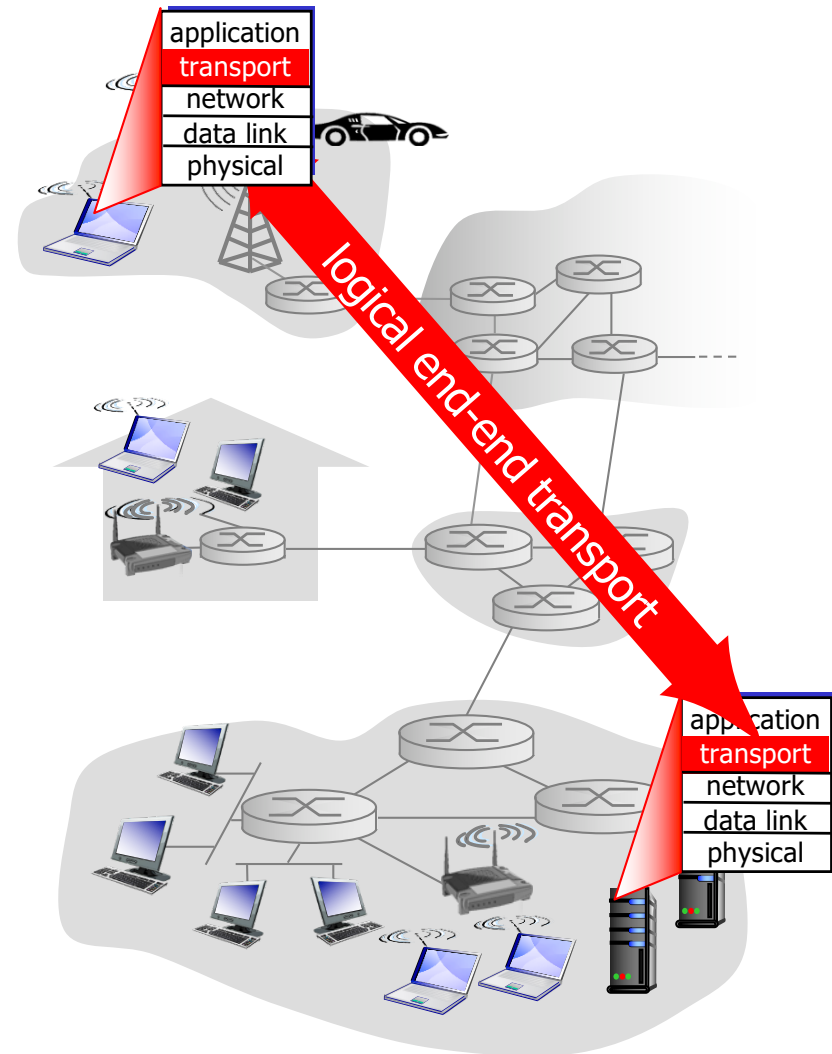 application
transport
network
data link
physical
logical end-end transport
application
transport
network
data link
physical